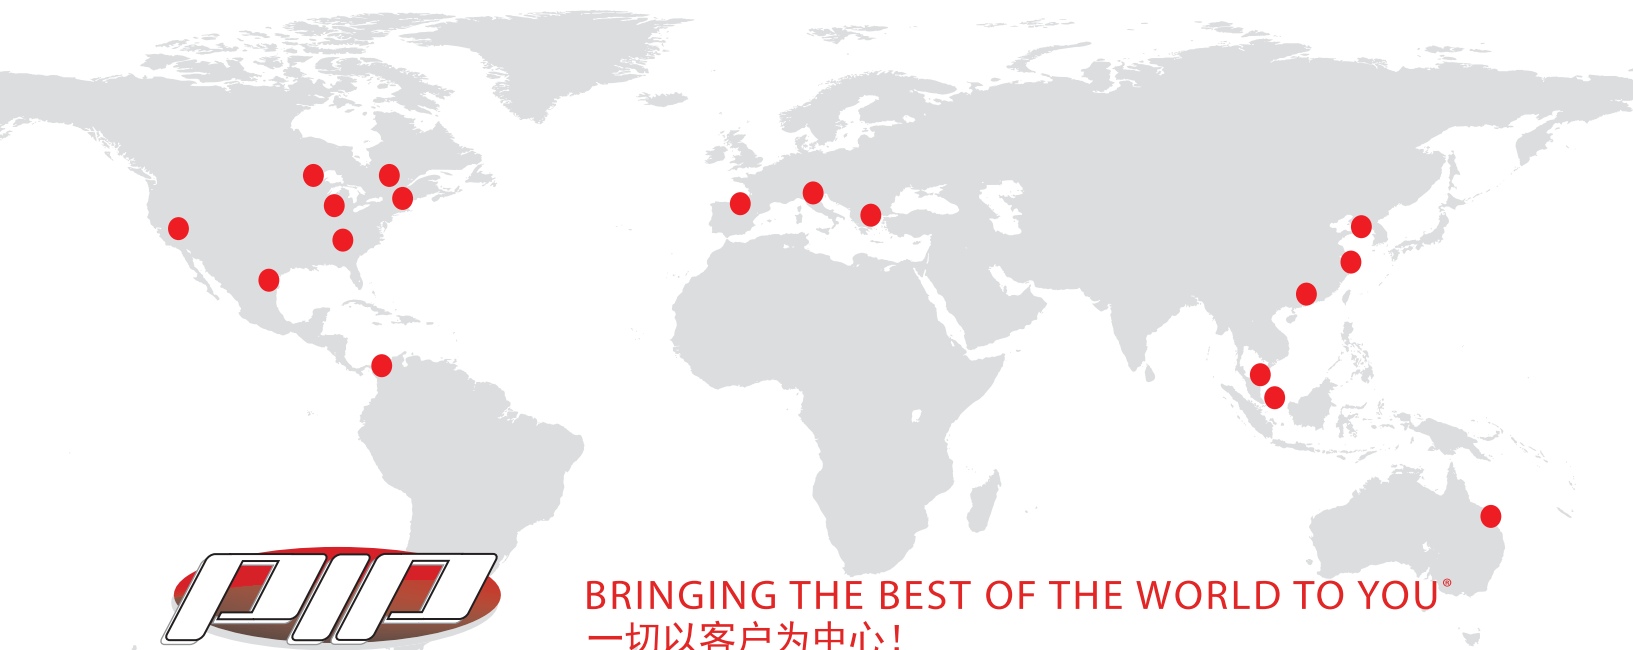 PIP
BRINGING THE BEST OF THE WORLD TO YOU®
一切以客户为中心！